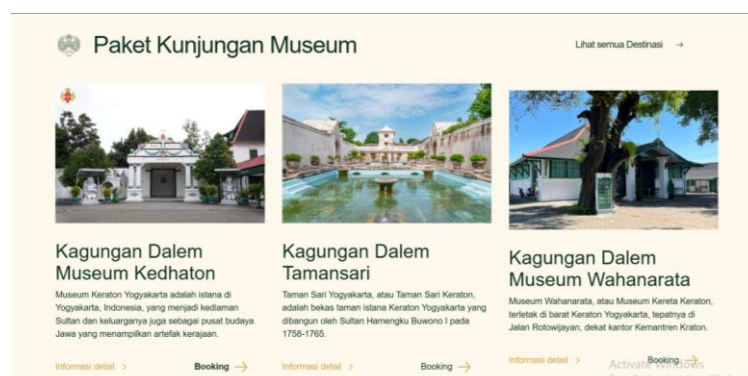 Paket Kunjungan Museum
Lihat semua Destinasi →
Kagungan Dalem
Museum Kedhaton
Museum Keraton Yogyakarta adalah istana di
Yogyakarta, Indonesia, yang menjadi kediaman
Sultan dan keluarganya juga sebagai pusat budaya
Jawa yang menampilkan artefak kerajaan.
Informasi detail >
Booking →
Kagungan Dalem
Tamansari
Taman Sari Yogyakarta, atau Taman Sari Keraton,
adalah bekas taman istana Keraton Yogyakarta yang
dibangun oleh Sultan Hamengku Buwono I pada
1758-1765.
Informasi detail >
Booking →
Kagungan Dalem
Museum Wahanarata
Museum Wahanarata, atau Museum Kereta Keraton,
terletak di barat Keraton Yogyakarta, tepatnya di
Jalan Rotowijayan, dekat kantor Kemantren Kraton.
Informasi detail >
Booking →
Activate Windows